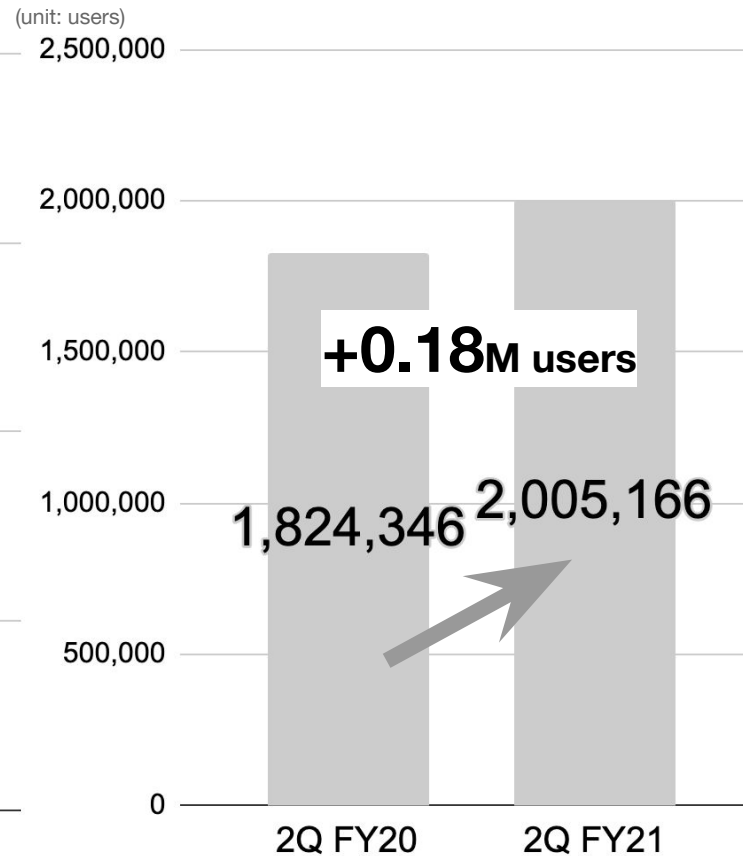 (unit: users)
2,500,000
2,000,000
1,500,000
1,000,000
500,000
0
+0.18M users
1,824,346
2,005,166
2Q FY20
2Q FY21